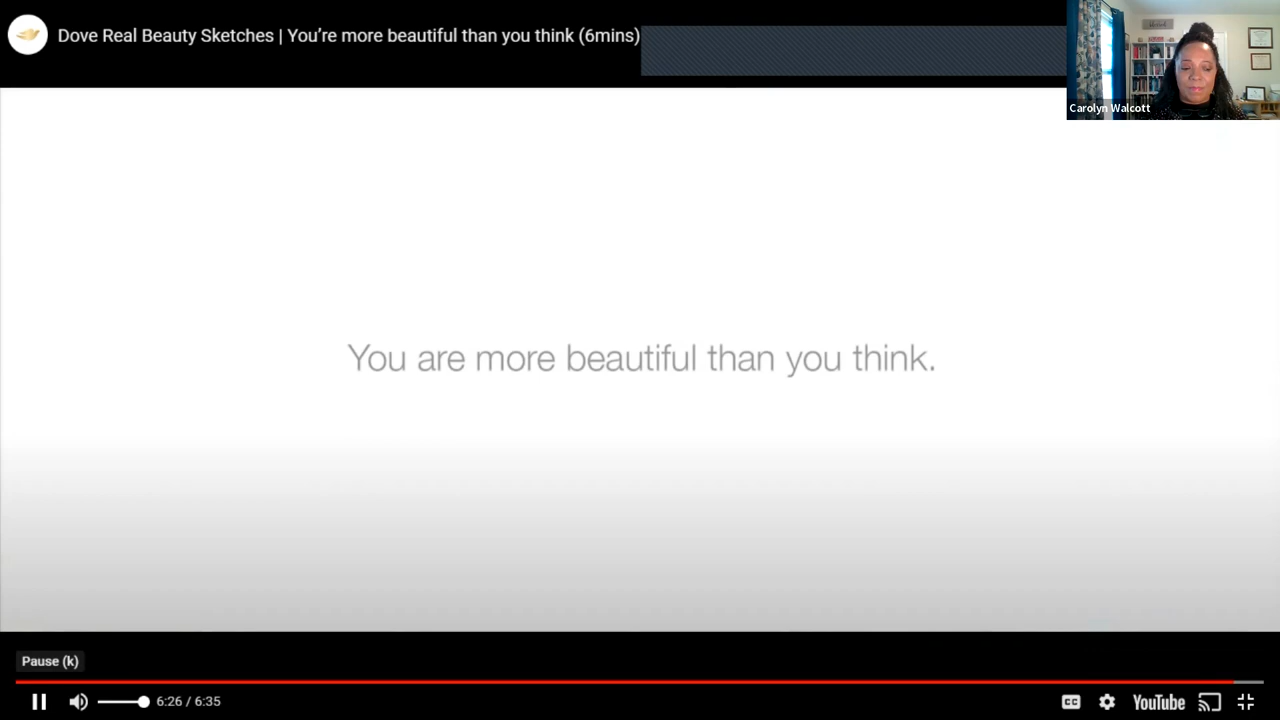 Dove Real Beauty Sketches | You’re more beautiful than you think (6mins)
Carolyn Walcott
You are more beautiful than you think.
Pause (k)
6:26 / 6:35
CC
YouTube